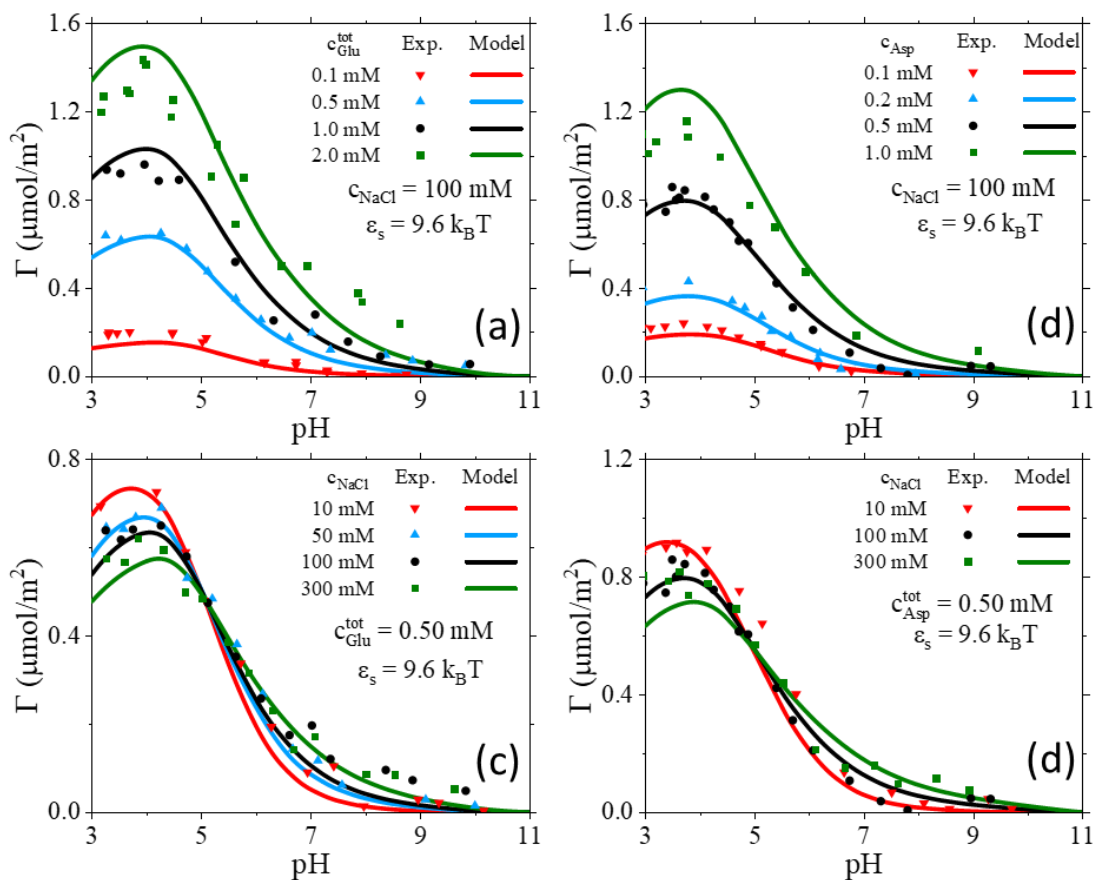 1.6
1.2
0.8
0.4
0.0
Γ (μmol/m²)
c_Glu^tot Exp. Model
0.1 mM
0.5 mM
1.0 mM
2.0 mM
c_NaCl = 100 mM
ε_s = 9.6 k_BT
(a)
3 5 7 9 11
pH
1.6
1.2
0.8
0.4
0.0
Γ (μmol/m²)
c_Asp Exp. Model
0.1 mM
0.2 mM
0.5 mM
1.0 mM
c_NaCl = 100 mM
ε_s = 9.6 k_BT
(d)
3 5 7 9 11
pH
0.8
0.4
0.0
Γ (μmol/m²)
c_NaCl Exp. Model
10 mM
50 mM
100 mM
300 mM
c_Glu^tot = 0.50 mM
ε_s = 9.6 k_BT
(c)
3 5 7 9 11
pH
1.2
0.8
0.4
0.0
Γ (μmol/m²)
c_NaCl Exp. Model
10 mM
100 mM
300 mM
c_Asp^tot = 0.50 mM
ε_s = 9.6 k_BT
(d)
3 5 7 9 11
pH